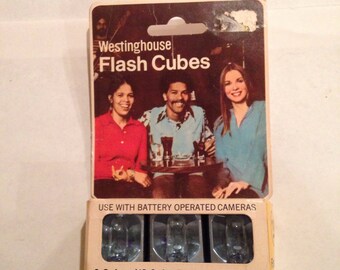 Westinghouse
Flash Cubes
USE WITH BATTERY OPERATED CAMERAS